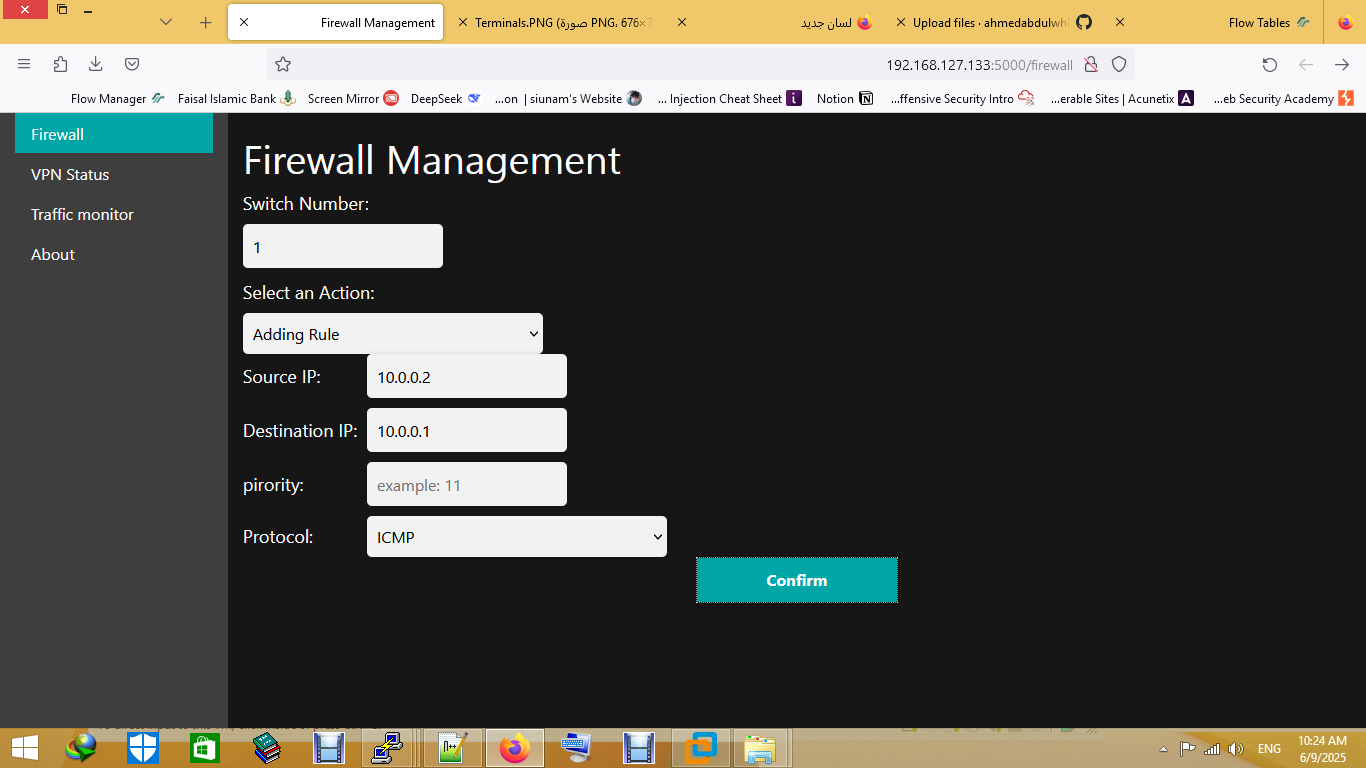 Firewall Management
Terminals.PNG (صورة PNG، 676×7
لسان جديد
Upload files · ahmedabdulwh
Flow Tables
192.168.127.133:5000/firewall
Flow Manager
Faisal Islamic Bank
Screen Mirror
DeepSeek
...on | siunam's Website
... Injection Cheat Sheet
Notion
...ffensive Security Intro
...erable Sites | Acunetix
...eb Security Academy
Firewall
VPN Status
Traffic monitor
About
Firewall Management
Switch Number:
1
Select an Action:
Adding Rule
Source IP: 10.0.0.2
Destination IP: 10.0.0.1
pirority: example: 11
Protocol: ICMP
Confirm
ENG
10:24 AM
6/9/2025